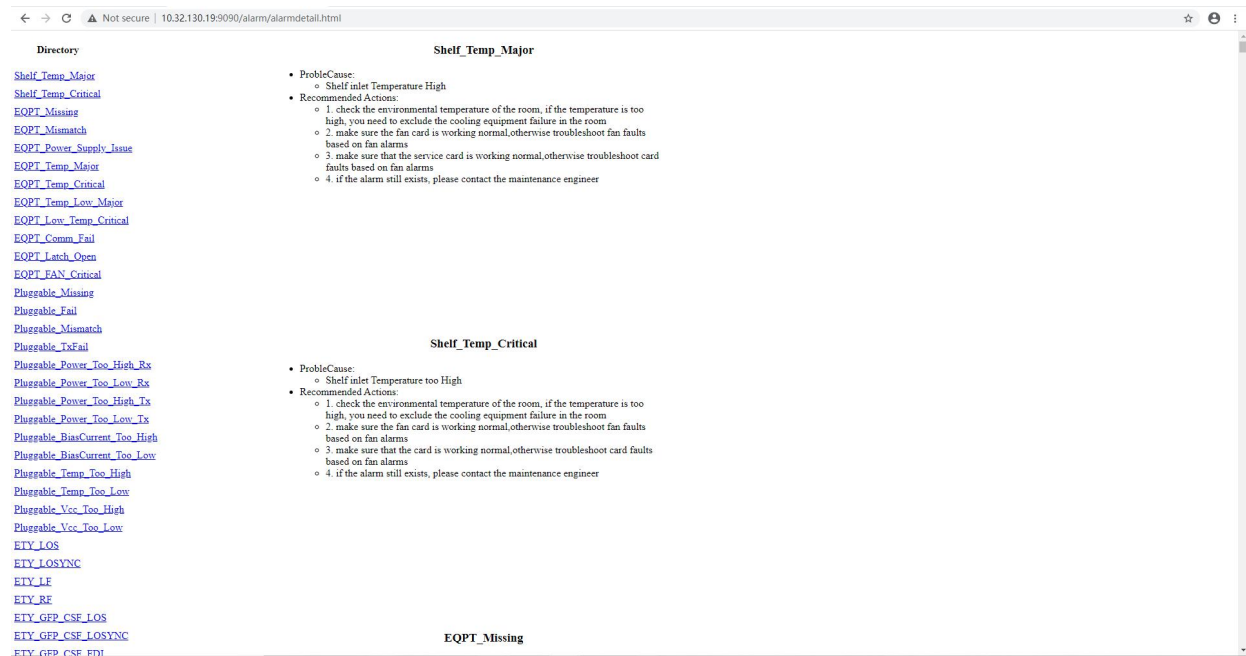 Not secure | 10.32.130.19:9090/alarm/alarmdetail.html
Directory
Shelf_Temp_Major
Shelf_Temp_Critical
EQPT_Missing
EQPT_Mismatch
EQPT_Power_Supply_Issue
EQPT_Temp_Major
EQPT_Temp_Critical
EQPT_Temp_Low_Major
EQPT_Low_Temp_Critical
EQPT_Comm_Fail
EQPT_Latch_Open
EQPT_FAN_Critical
Pluggable_Missing
Pluggable_Fail
Pluggable_Mismatch
Pluggable_TxFail
Pluggable_Power_Too_High_Rx
Pluggable_Power_Too_Low_Rx
Pluggable_Power_Too_High_Tx
Pluggable_Power_Too_Low_Tx
Pluggable_BiasCurrent_Too_High
Pluggable_BiasCurrent_Too_Low
Pluggable_Temp_Too_High
Pluggable_Temp_Too_Low
Pluggable_Vcc_Too_High
Pluggable_Vcc_Too_Low
ETY_LOS
ETY_LOSYNC
ETY_LF
ETY_RF
ETY_GFP_CSF_LOS
ETY_GFP_CSF_LOSYNC
ETY_GFP_CSF_FDI
Shelf_Temp_Major
ProbleCause:
Shelf inlet Temperature High
Recommended Actions:
1. check the environmental temperature of the room, if the temperature is too
high, you need to exclude the cooling equipment failure in the room
2. make sure the fan card is working normal,otherwise troubleshoot fan faults
based on fan alarms
3. make sure that the service card is working normal,otherwise troubleshoot card
faults based on fan alarms
4. if the alarm still exists, please contact the maintenance engineer
Shelf_Temp_Critical
ProbleCause:
Shelf inlet Temperature too High
Recommended Actions:
1. check the environmental temperature of the room, if the temperature is too
high, you need to exclude the cooling equipment failure in the room
2. make sure the fan card is working normal,otherwise troubleshoot fan faults
based on fan alarms
3. make sure that the card is working normal,otherwise troubleshoot card faults
based on fan alarms
4. if the alarm still exists, please contact the maintenance engineer
EQPT_Missing